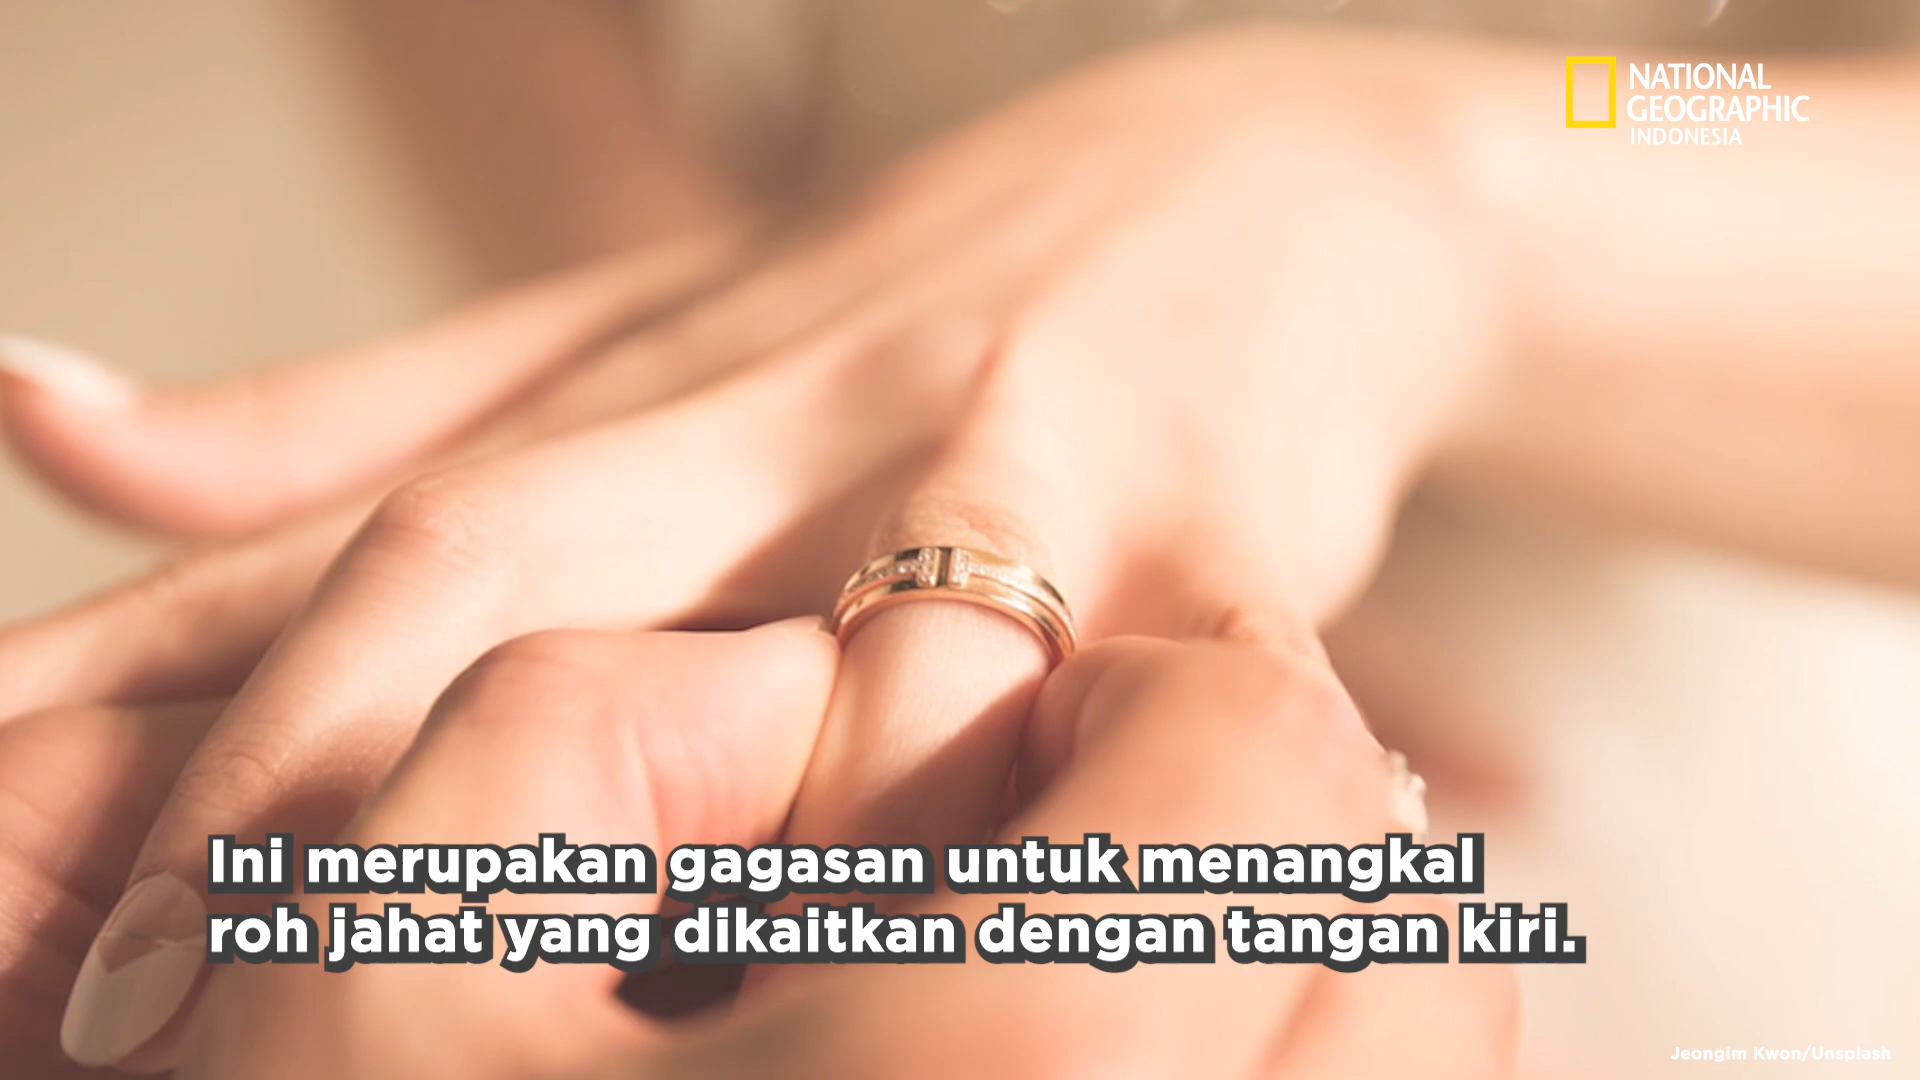 NATIONAL
GEOGRAPHIC
INDONESIA
Ini merupakan gagasan untuk menangkal
roh jahat yang dikaitkan dengan tangan kiri.
Jeongim Kwon/Unsplash